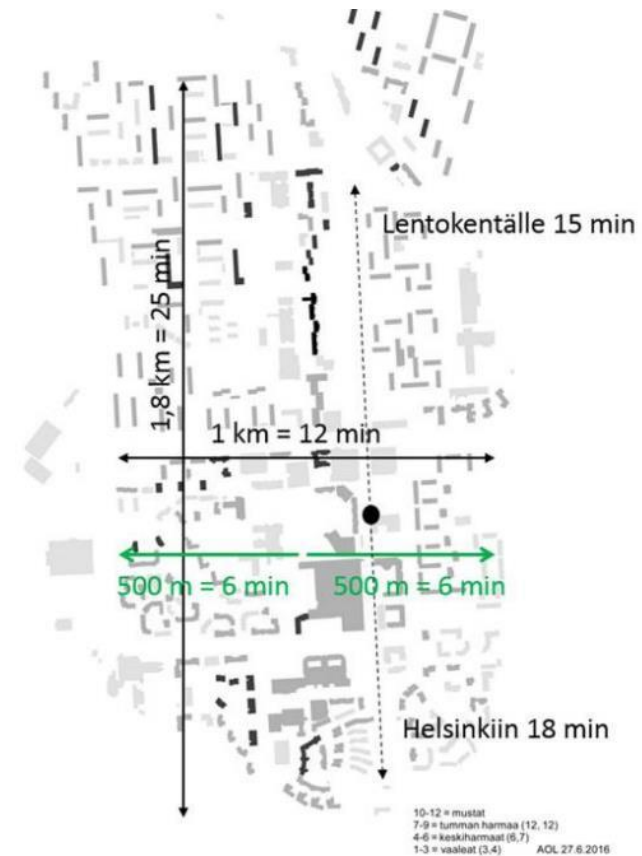 Lentokentälle 15 min
1,8 km = 25 min
1 km = 12 min
500 m = 6 min
500 m = 6 min
Helsinkiin 18 min
10-12 = mustat
7-9 = tumman harmaa (12, 12)
4-6 = keskiharmaat (6,7)
1-3 = vaaleat (3,4) AOL 27.6.2016